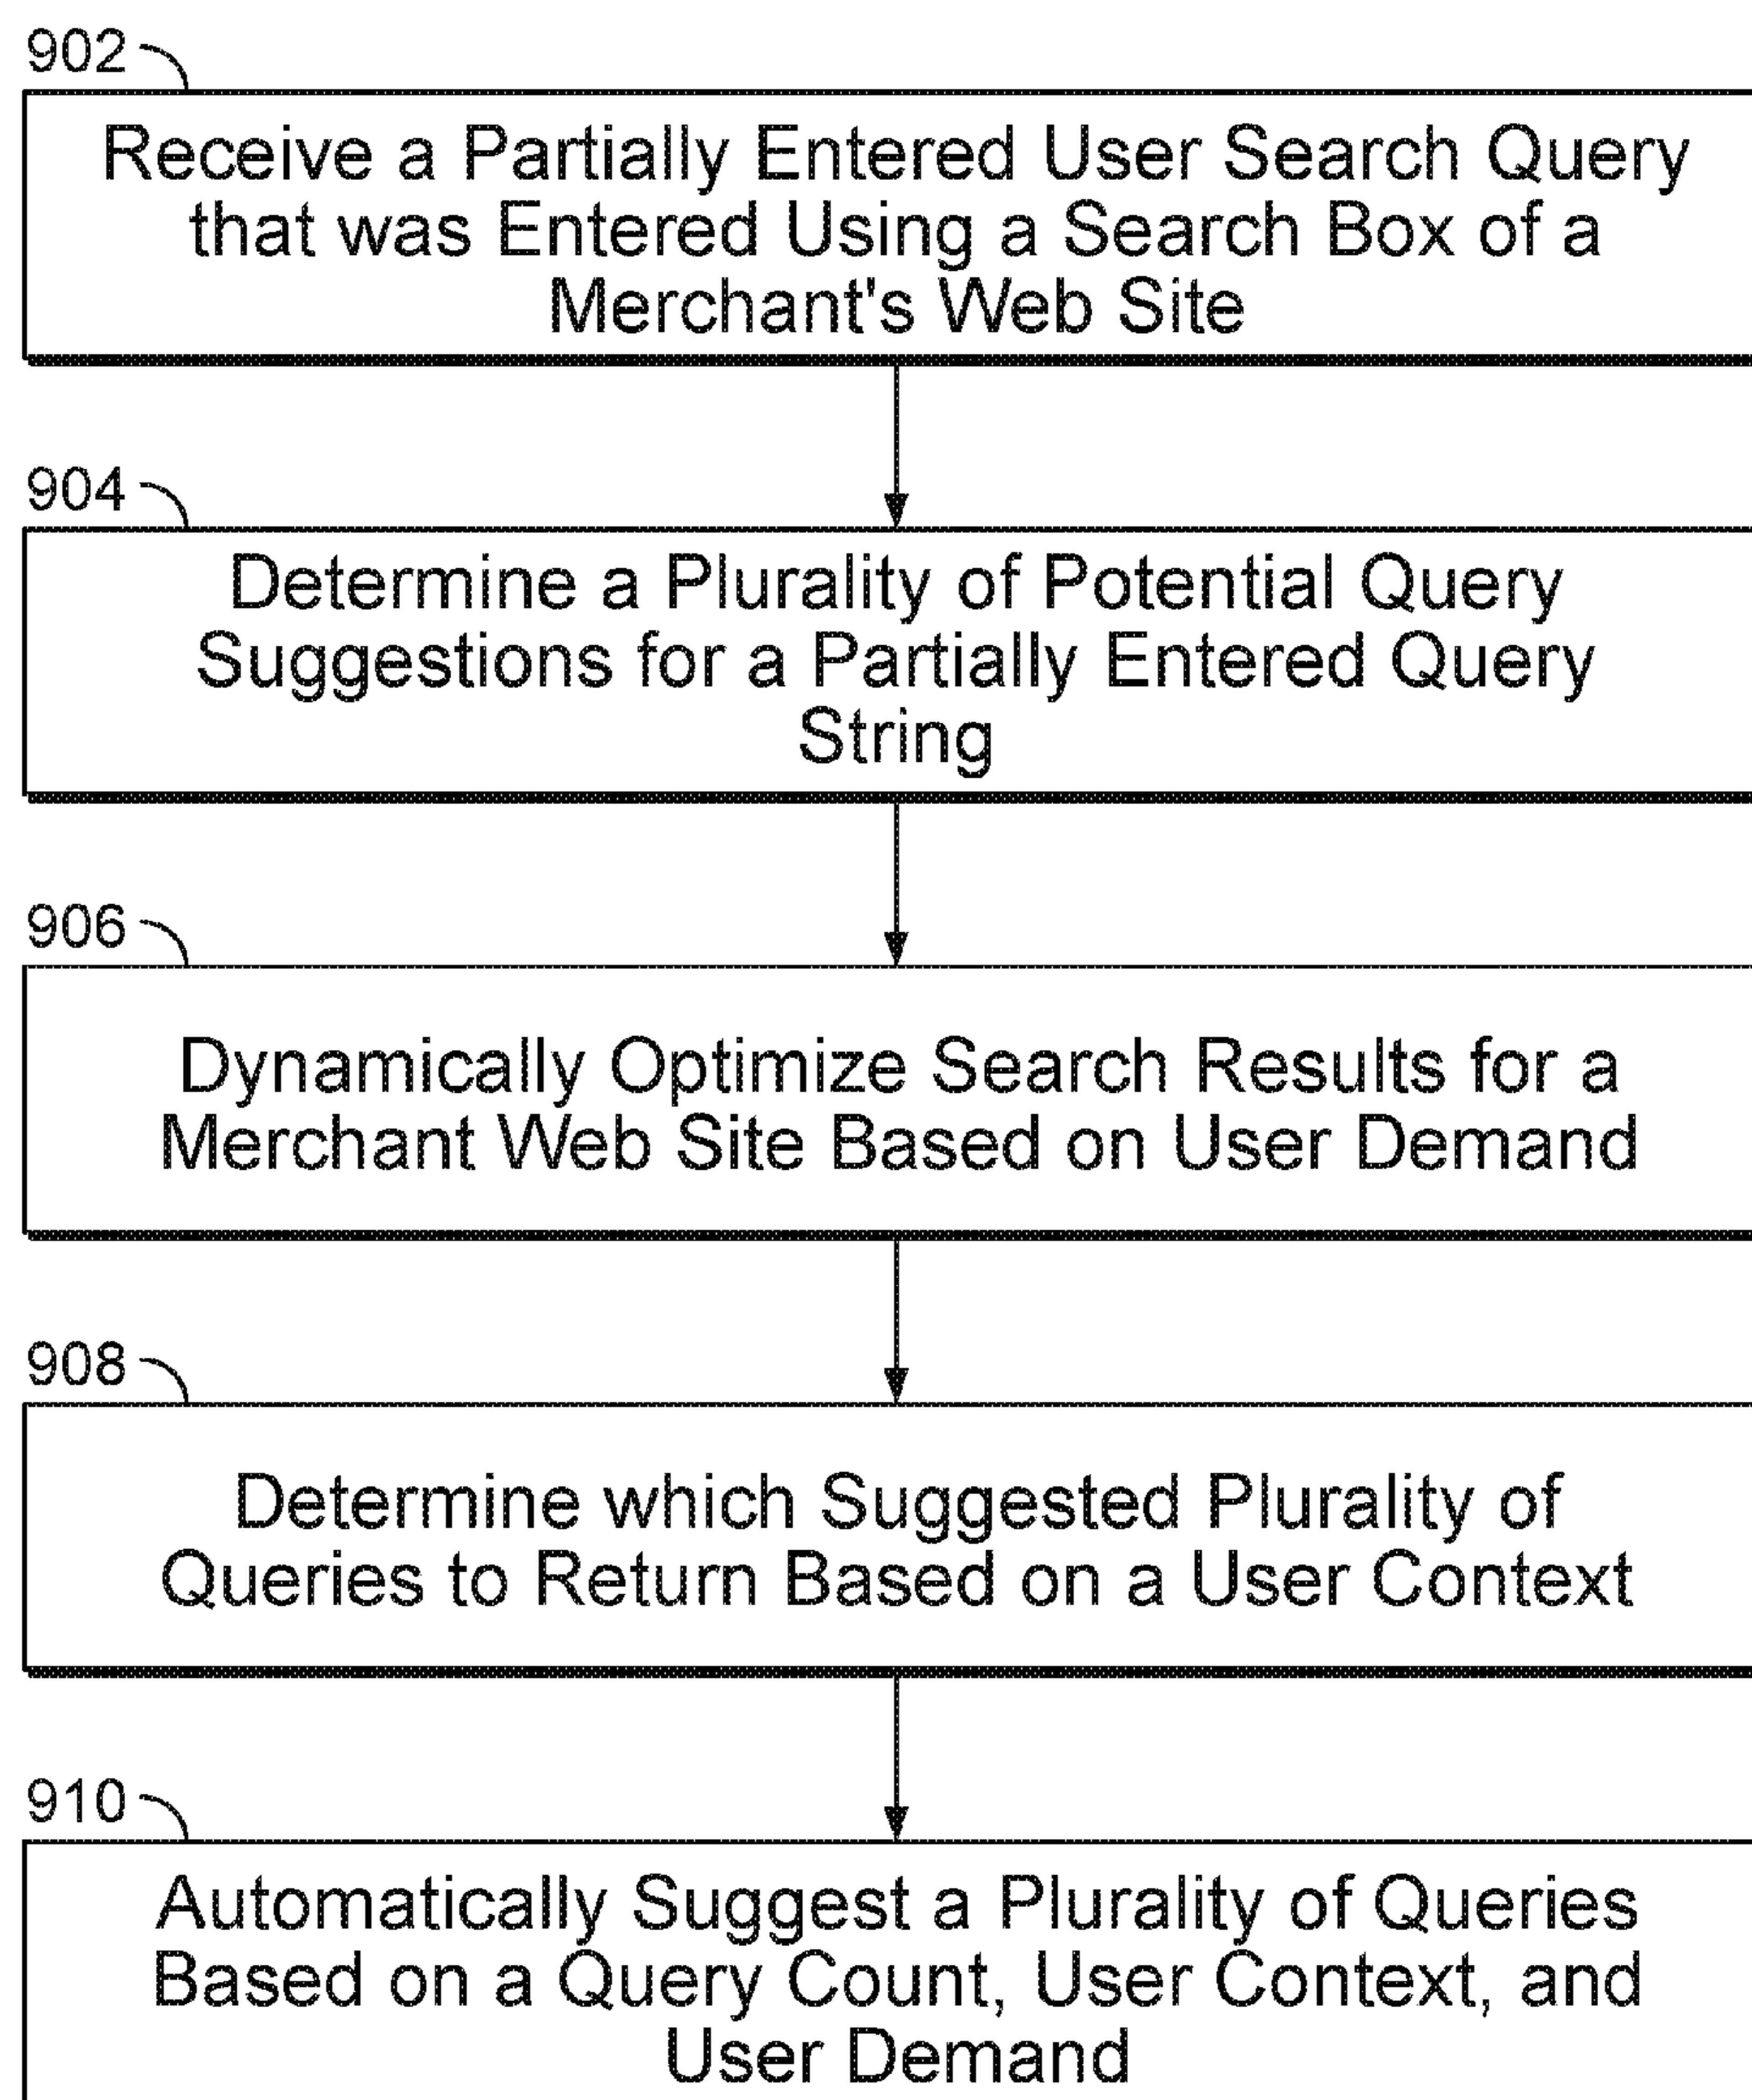 902
Receive a Partially Entered User Search Query
that was Entered Using a Search Box of a
Merchant's Web Site
904
Determine a Plurality of Potential Query
Suggestions for a Partially Entered Query
String
906
Dynamically Optimize Search Results for a
Merchant Web Site Based on User Demand
908
Determine which Suggested Plurality of
Queries to Return Based on a User Context
910
Automatically Suggest a Plurality of Queries
Based on a Query Count, User Context, and
User Demand